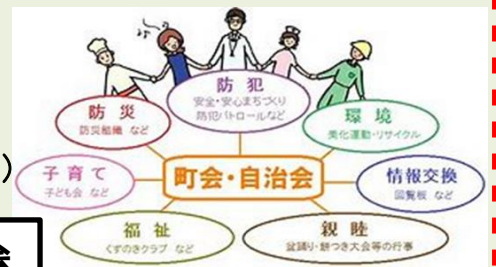 防犯
安全・安心まちづくり
防犯パトロールなど
防災
防災組織 など
環境
美化運動・リサイクル
子育て
子ども会 など
町会・自治会
情報交換
回覧板 など
福祉
くすのきクラブ など
親睦
盆踊り・餅つき大会等の行事
)
会